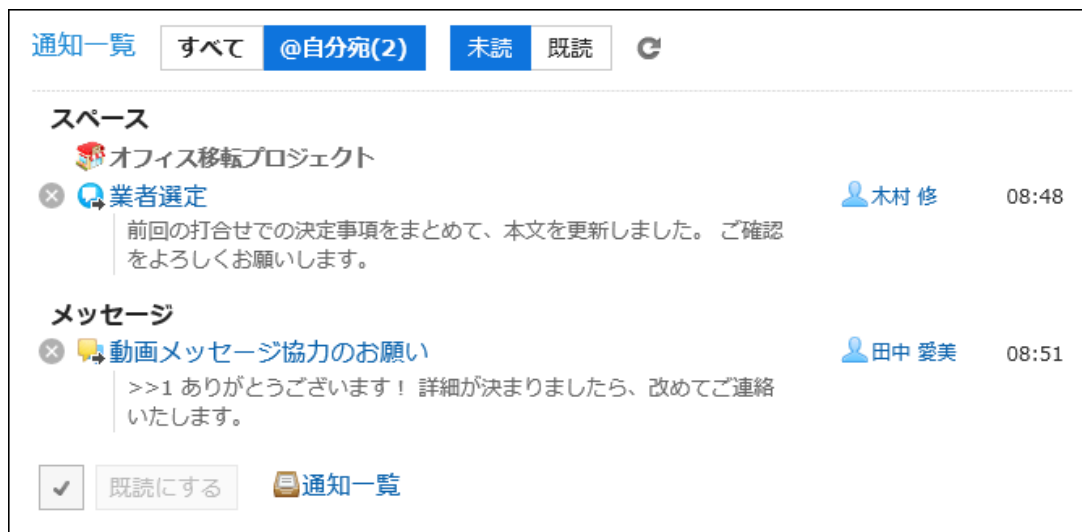 通知一覧 すべて @自分宛(2) 未読 既読
スペース
オフィス移転プロジェクト
業者選定 木村 修 08:48
前回の打合せでの決定事項をまとめて、本文を更新しました。 ご確認
をよろしくお願いします。
メッセージ
動画メッセージ協力のお願い 田中 愛美 08:51
>>1 ありがとうございます！ 詳細が決まりましたら、改めてご連絡
いたします。
既読にする 通知一覧